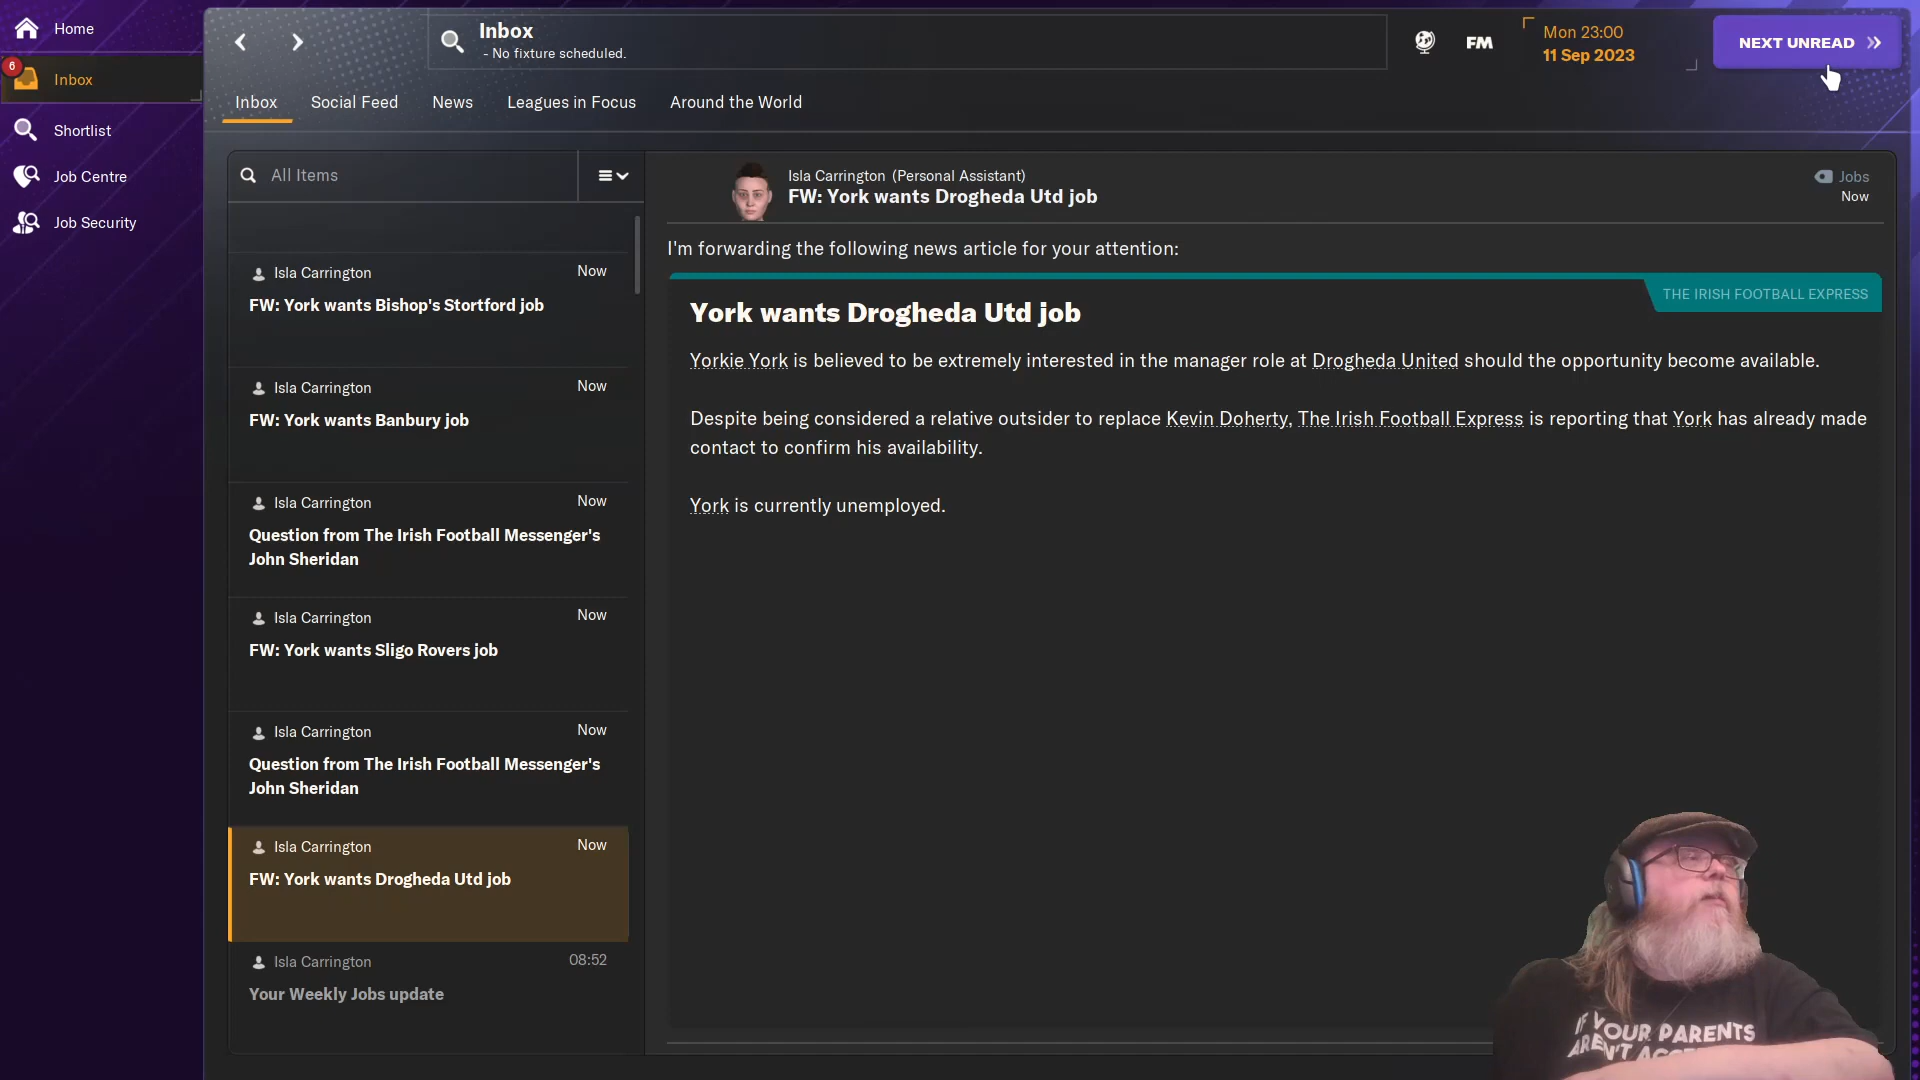 Home
6
Inbox
Shortlist
Job Centre
Job Security
Inbox
- No fixture scheduled.
FM
Mon 23:00
11 Sep 2023
NEXT UNREAD
Inbox
Social Feed
News
Leagues in Focus
Around the World
All Items
Isla Carrington
Now
FW: York wants Bishop's Stortford job
Isla Carrington
Now
FW: York wants Banbury job
Isla Carrington
Now
Question from The Irish Football Messenger's
John Sheridan
Isla Carrington
Now
FW: York wants Sligo Rovers job
Isla Carrington
Now
Question from The Irish Football Messenger's
John Sheridan
Isla Carrington
Now
FW: York wants Drogheda Utd job
Isla Carrington
08:52
Your Weekly Jobs update
Isla Carrington (Personal Assistant)
FW: York wants Drogheda Utd job
Jobs
Now
I'm forwarding the following news article for your attention:
THE IRISH FOOTBALL EXPRESS
York wants Drogheda Utd job
Yorkie York is believed to be extremely interested in the manager role at Drogheda United should the opportunity become available.
Despite being considered a relative outsider to replace Kevin Doherty, The Irish Football Express is reporting that York has already made
contact to confirm his availability.
York is currently unemployed.
IF YOUR PARENTS